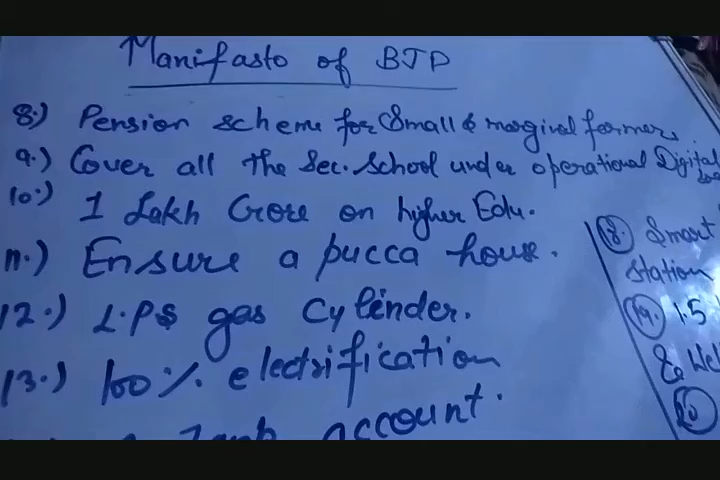 Manifasto of BJP
8.) Pension scheme for Small & marginal farmers
9.) Cover all the Sec. School under operational Digital
10.) 1 Lakh Crore on higher Edu.
11.) Ensure a pucca house.
12.) L.P.G gas Cylinder.
13.) 100% electrification
account.
18. Smart
station
19. 1.5
&
20